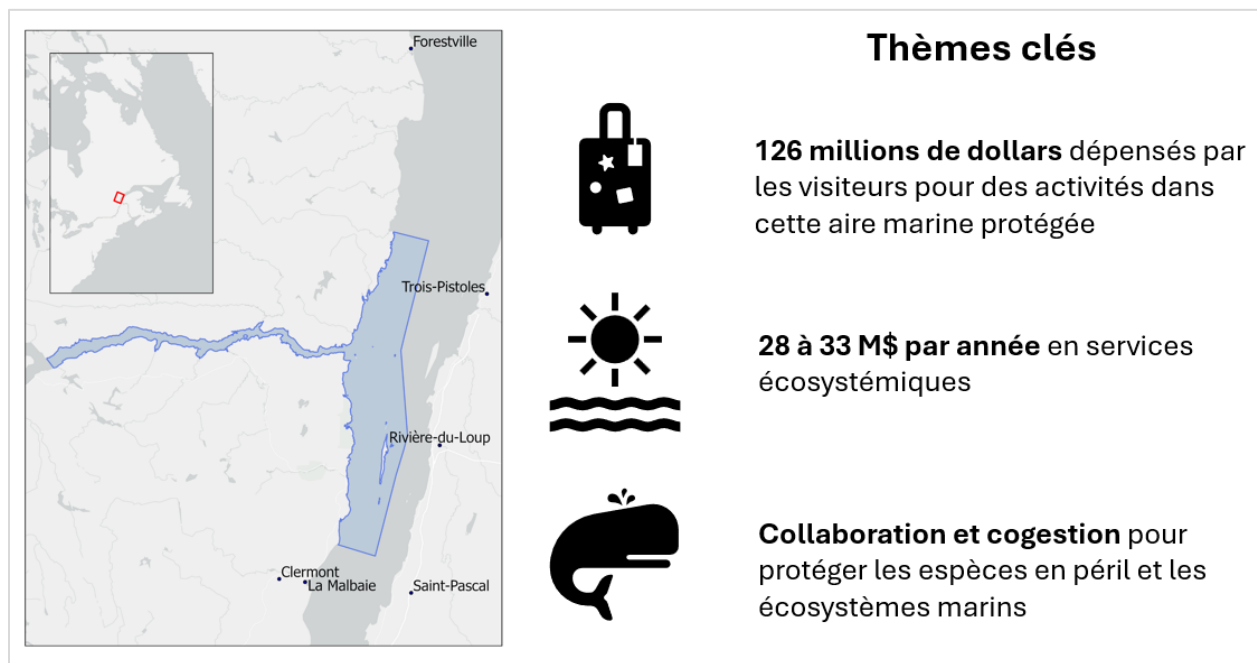 Forestville
Trois-Pistoles
Rivière-du-Loup
Clermont
La Malbaie
Saint-Pascal
Thèmes clés
126 millions de dollars dépensés par
les visiteurs pour des activités dans
cette aire marine protégée
28 à 33 M$ par année en services
écosystémiques
Collaboration et cogestion pour
protéger les espèces en péril et les
écosystèmes marins